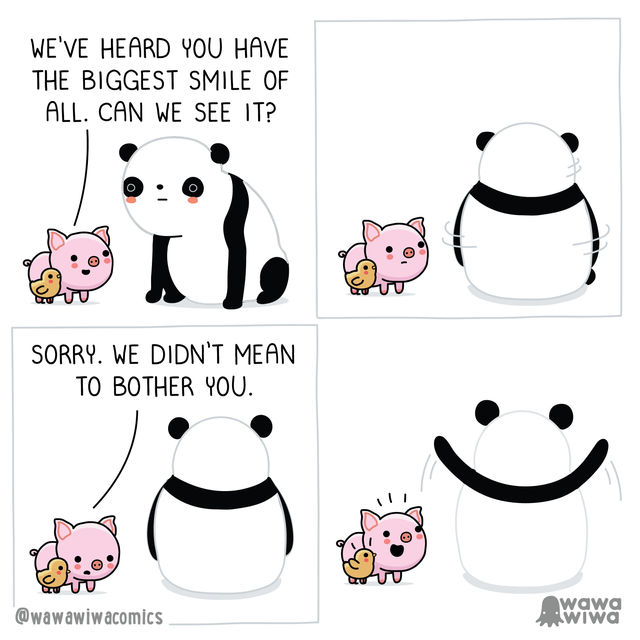 WE'VE HEARD YOU HAVE
THE BIGGEST SMILE OF
ALL. CAN WE SEE IT?
SORRY. WE DIDN'T MEAN
TO BOTHER YOU.
@wawawiwacomics
wawa
wiwa